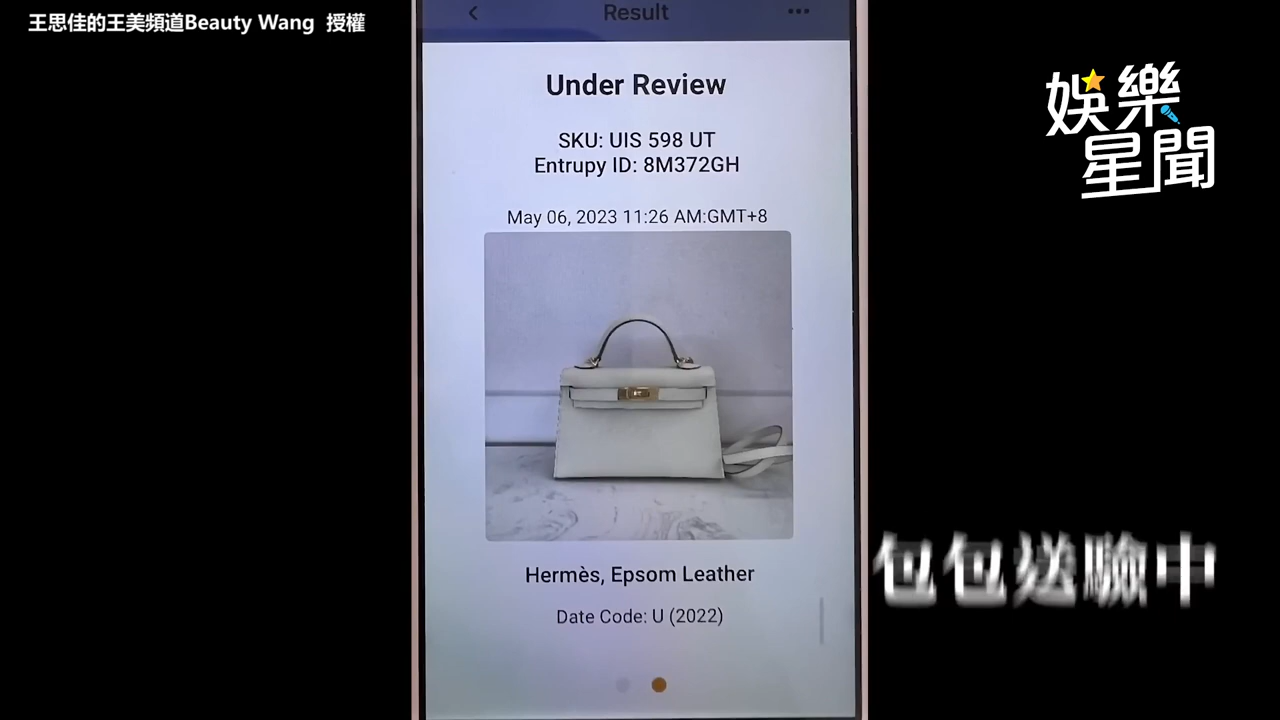 王思佳的王美頻道Beauty Wang 授權
娛樂
星聞
Result
Under Review
SKU: UIS 598 UT
Entrupy ID: 8M372GH
May 06, 2023 11:26 AM:GMT+8
Hermès, Epsom Leather
Date Code: U (2022)
包包送驗中